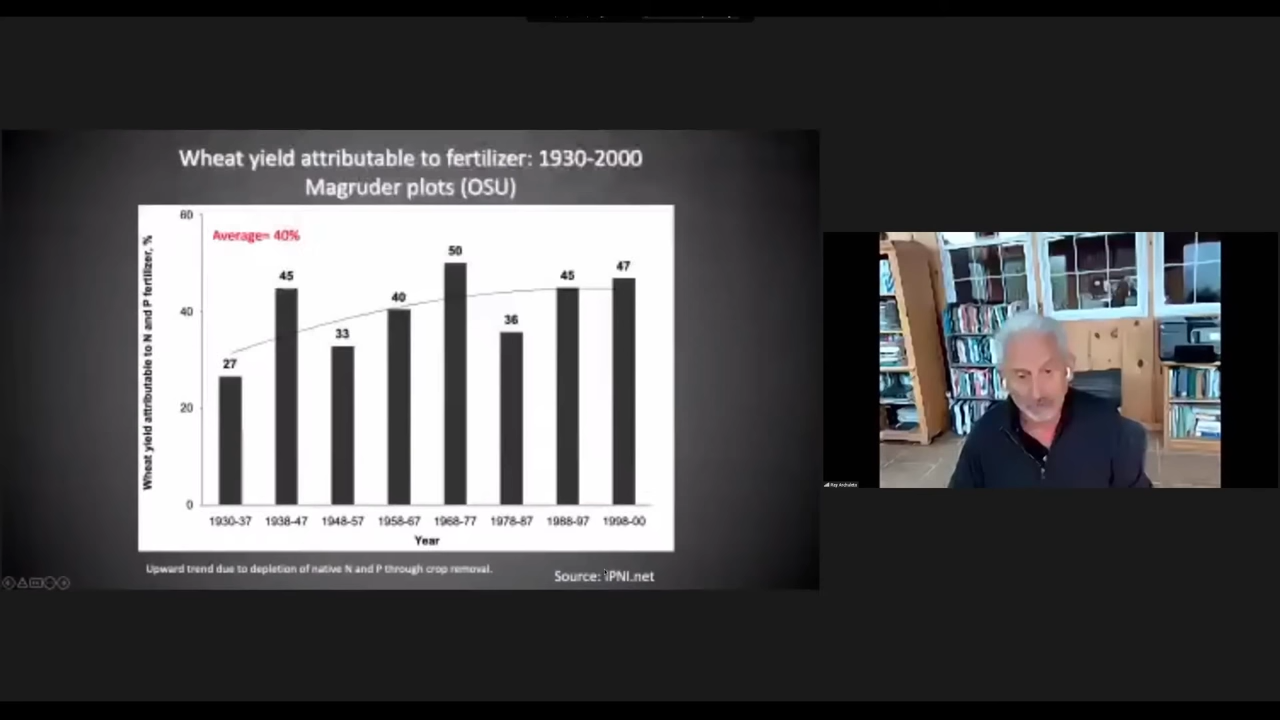 Wheat yield attributable to fertilizer: 1930-2000
Magruder plots (OSU)
Average= 40%
Wheat yield attributable to N and P fertilizer, %
60
40
20
0
27
45
33
40
50
36
45
47
1930-37
1938-47
1948-57
1958-67
1968-77
1978-87
1988-97
1998-00
Year
Upward trend due to depletion of native N and P through crop removal.
Source: IPNI.net
Ray Archuleta